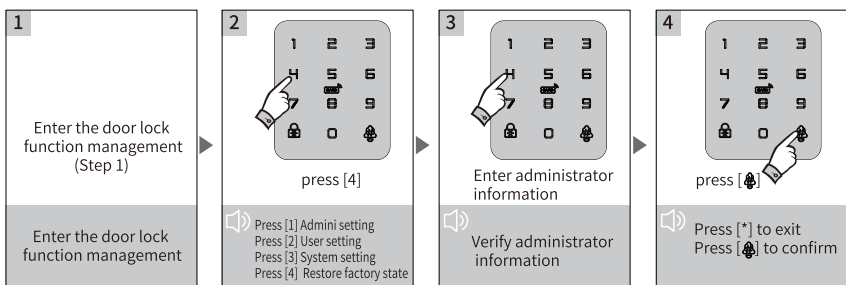 1
Enter the door lock
function management
(Step 1)
Enter the door lock
function management
2
1 2 3
4 5 6
7 8 9
0
press [4]
Press [1] Admini setting
Press [2] User setting
Press [3] System setting
Press [4] Restore factory state
3
1 2 3
4 5 6
7 8 9
0
Enter administrator
information
Verify administrator
information
4
1 2 3
4 5 6
7 8 9
0
press [ ]
Press [*] to exit
Press [ ] to confirm